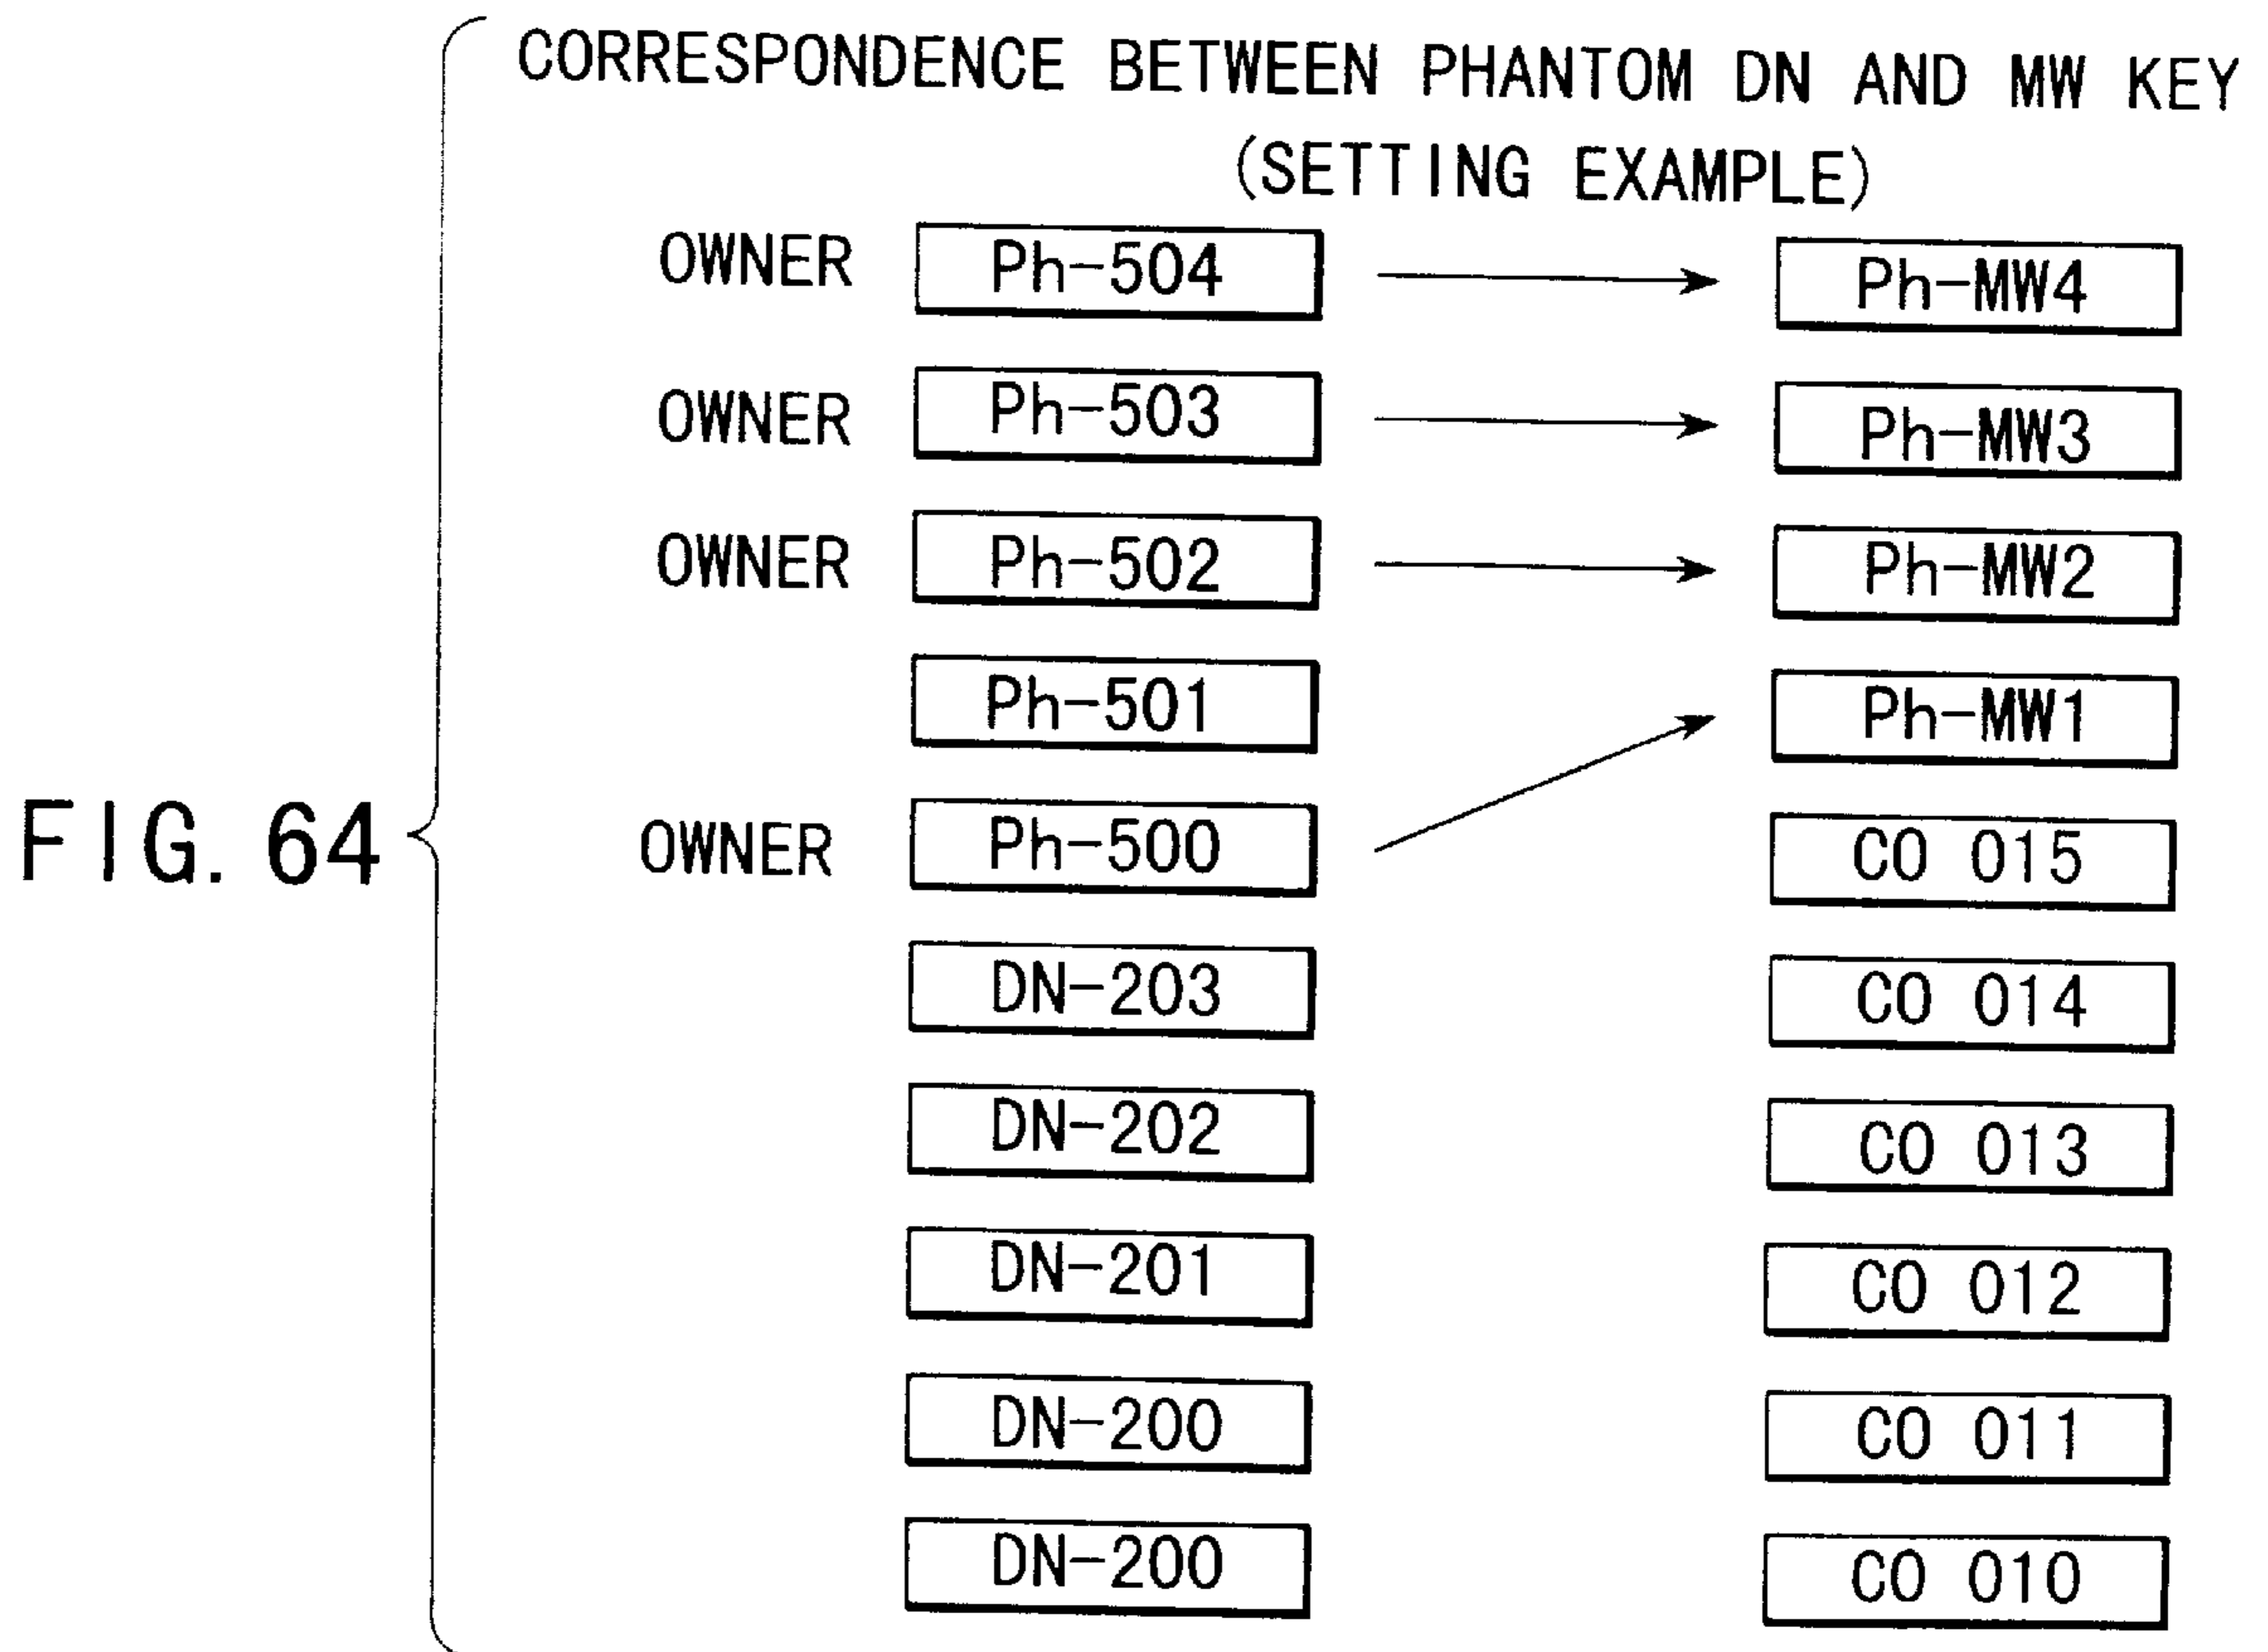 CORRESPONDENCE BETWEEN PHANTOM DN AND MW KEY
(SETTING EXAMPLE)
OWNER Ph-504 Ph-MW4
OWNER Ph-503 Ph-MW3
OWNER Ph-502 Ph-MW2
Ph-501 Ph-MW1
FIG. 64 OWNER Ph-500 CO 015
DN-203 CO 014
DN-202 CO 013
DN-201 CO 012
DN-200 CO 011
DN-200 CO 010